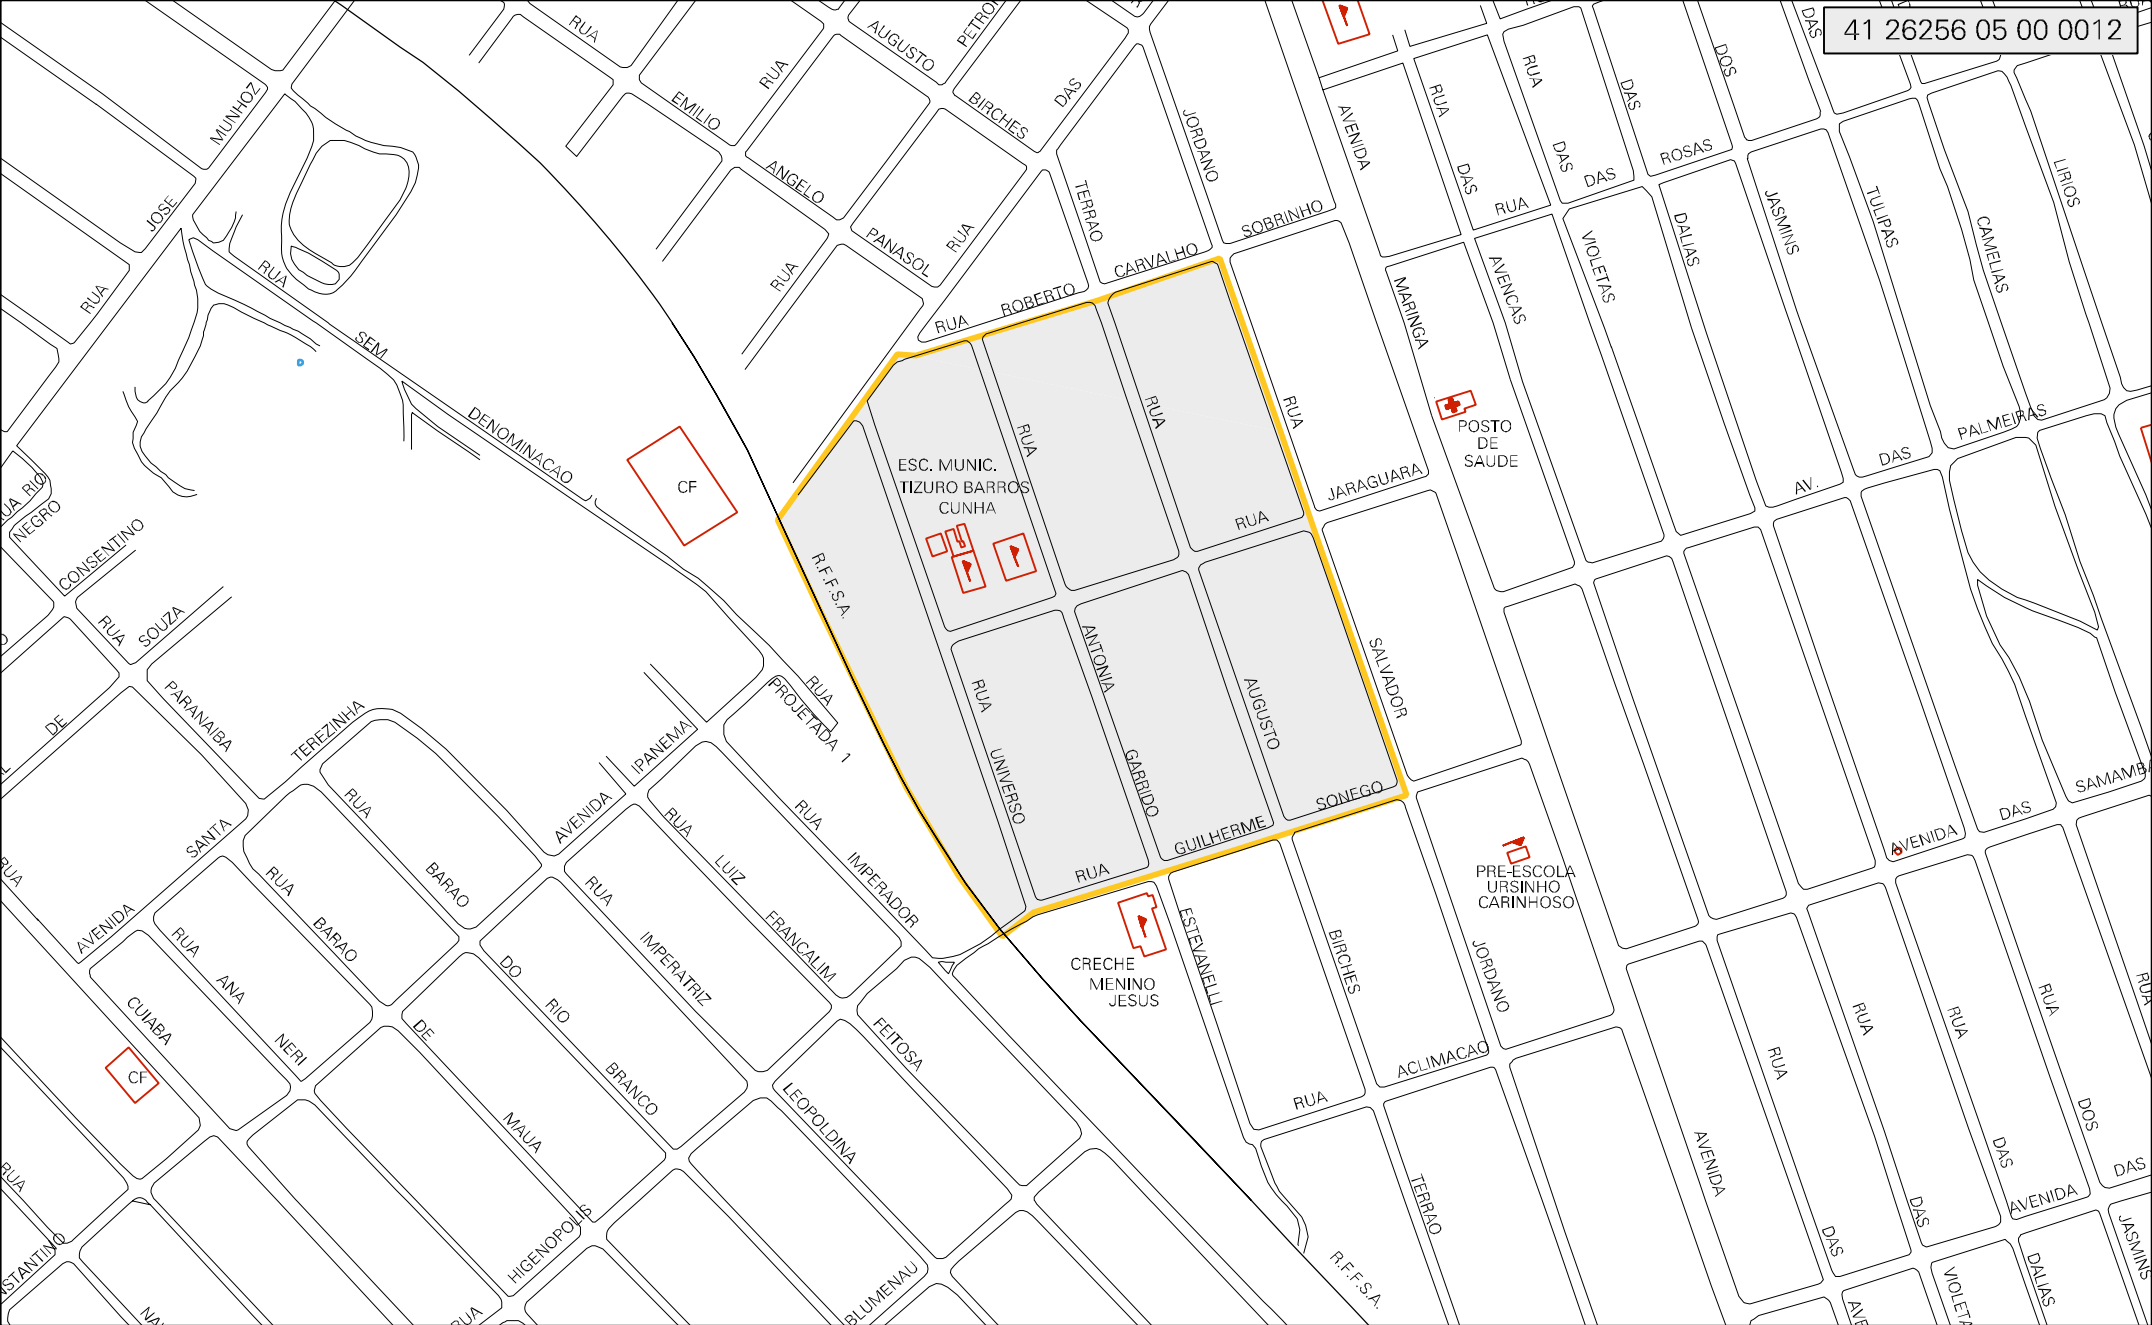 41 26256 05 00 0012
RUA
EMILIO
RUA
AUGUSTO
BIRCHES
DAS
ANGELO
PANASOL
RUA
RUA
MUNHOZ
JOSE
RUA
RUA
SEM
DENOMINACAO
JORDANO
TERRAO
RUA
ROBERTO
CARVALHO
SOBRINHO
AVENIDA
MARINGA
RUA
DAS
AVENCAS
RUA
DAS
ROSAS
RUA
DAS
VIOLETAS
DAS
DALIAS
DOS
JASMINS
DAS
TULIPAS
CAMELIAS
LIRIOS
POSTO
DE
SAUDE
AV.
DAS
PALMEIRAS
RUA
JARAGUARA
RUA
SALVADOR
JORDANO
RUA
AUGUSTO
BIRCHES
RUA
ANTONIA
GARRIDO
ESTEVANELLI
RUA
UNIVERSO
ESC. MUNIC.
TIZURO BARROS
CUNHA
R.F.F.S.A.
CF
RUA
GUILHERME
SONEGO
CRECHE
MENINO
JESUS
PRE-ESCOLA
URSINHO
CARINHOSO
AVENIDA
DAS
RUA
ACLIMACAO
TERRAO
R.F.F.S.A.
RUA
PROJETADA 1
RUA
IMPERADOR
AVENIDA
IPANEMA
RUA
LUIZ
FRANCALIM
FEITOSA
RUA
IMPERATRIZ
LEOPOLDINA
RUA
BARAO
DO
RIO
BRANCO
RUA
BARAO
DE
MAUA
RUA
ANA
NERI
AVENIDA
SANTA
TEREZINHA
RUA
PARANAIBA
SOUZA
DE
CONSENTINO
RIO
NEGRO
RUA
CUIABA
CF
RUA
HIGENOPOLIS
BLUMENAU
AVENIDA
DAS
RUA
DAS
RUA
DAS
VIOLETA
RUA
DAS
DALIAS
RUA
DOS
JASMINS
RUA
AVENIDA
DAS